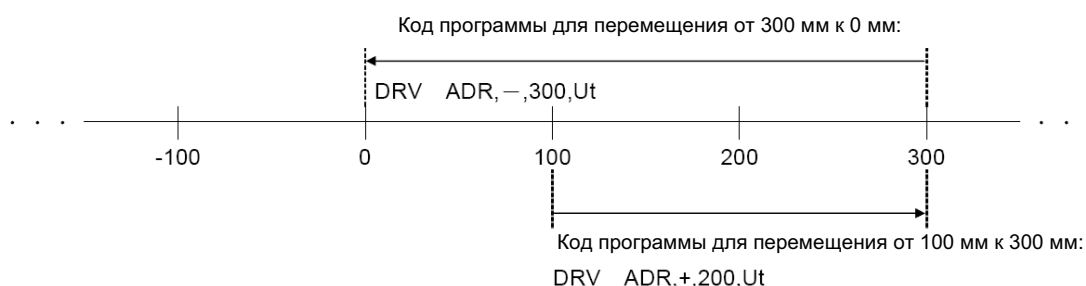 Код программы для перемещения от 300 мм к 0 мм:
DRV ADR,−,300,Ut
. . .
. .
-100 0 100 200 300
Код программы для перемещения от 100 мм к 300 мм:
DRV ADR.+.200.Ut